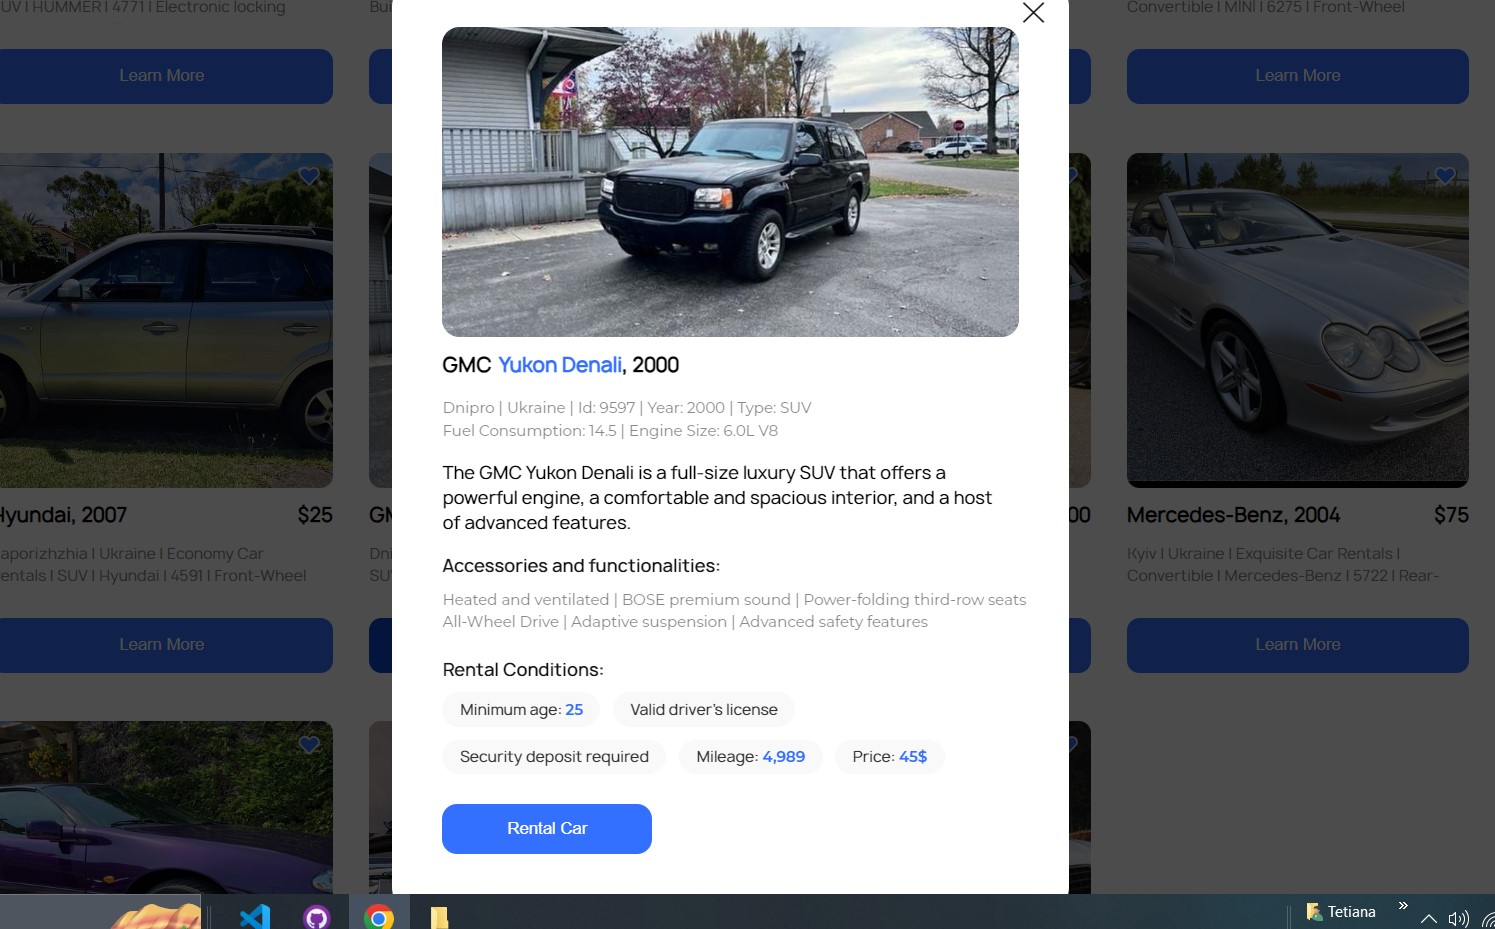 UV | HUMMER | 4771 | Electronic locking
Bui
Convertible | MINI | 6275 | Front-Wheel
Learn More
Learn More
GMC Yukon Denali, 2000
Dnipro | Ukraine | Id: 9597 | Year: 2000 | Type: SUV
Fuel Consumption: 14.5 | Engine Size: 6.0L V8
The GMC Yukon Denali is a full-size luxury SUV that offers a
powerful engine, a comfortable and spacious interior, and a host
of advanced features.
Accessories and functionalities:
Heated and ventilated | BOSE premium sound | Power-folding third-row seats
All-Wheel Drive | Adaptive suspension | Advanced safety features
Rental Conditions:
Minimum age: 25
Valid driver's license
Security deposit required
Mileage: 4,989
Price: 45$
Rental Car
Hyundai, 2007
$25
aporizhzhia | Ukraine | Economy Car
entals | SUV | Hyundai | 4591 | Front-Wheel
Learn More
GM
Dni
SU
00
Mercedes-Benz, 2004
$75
Kyiv | Ukraine | Exquisite Car Rentals |
Convertible | Mercedes-Benz | 5722 | Rear-
Learn More
Tetiana